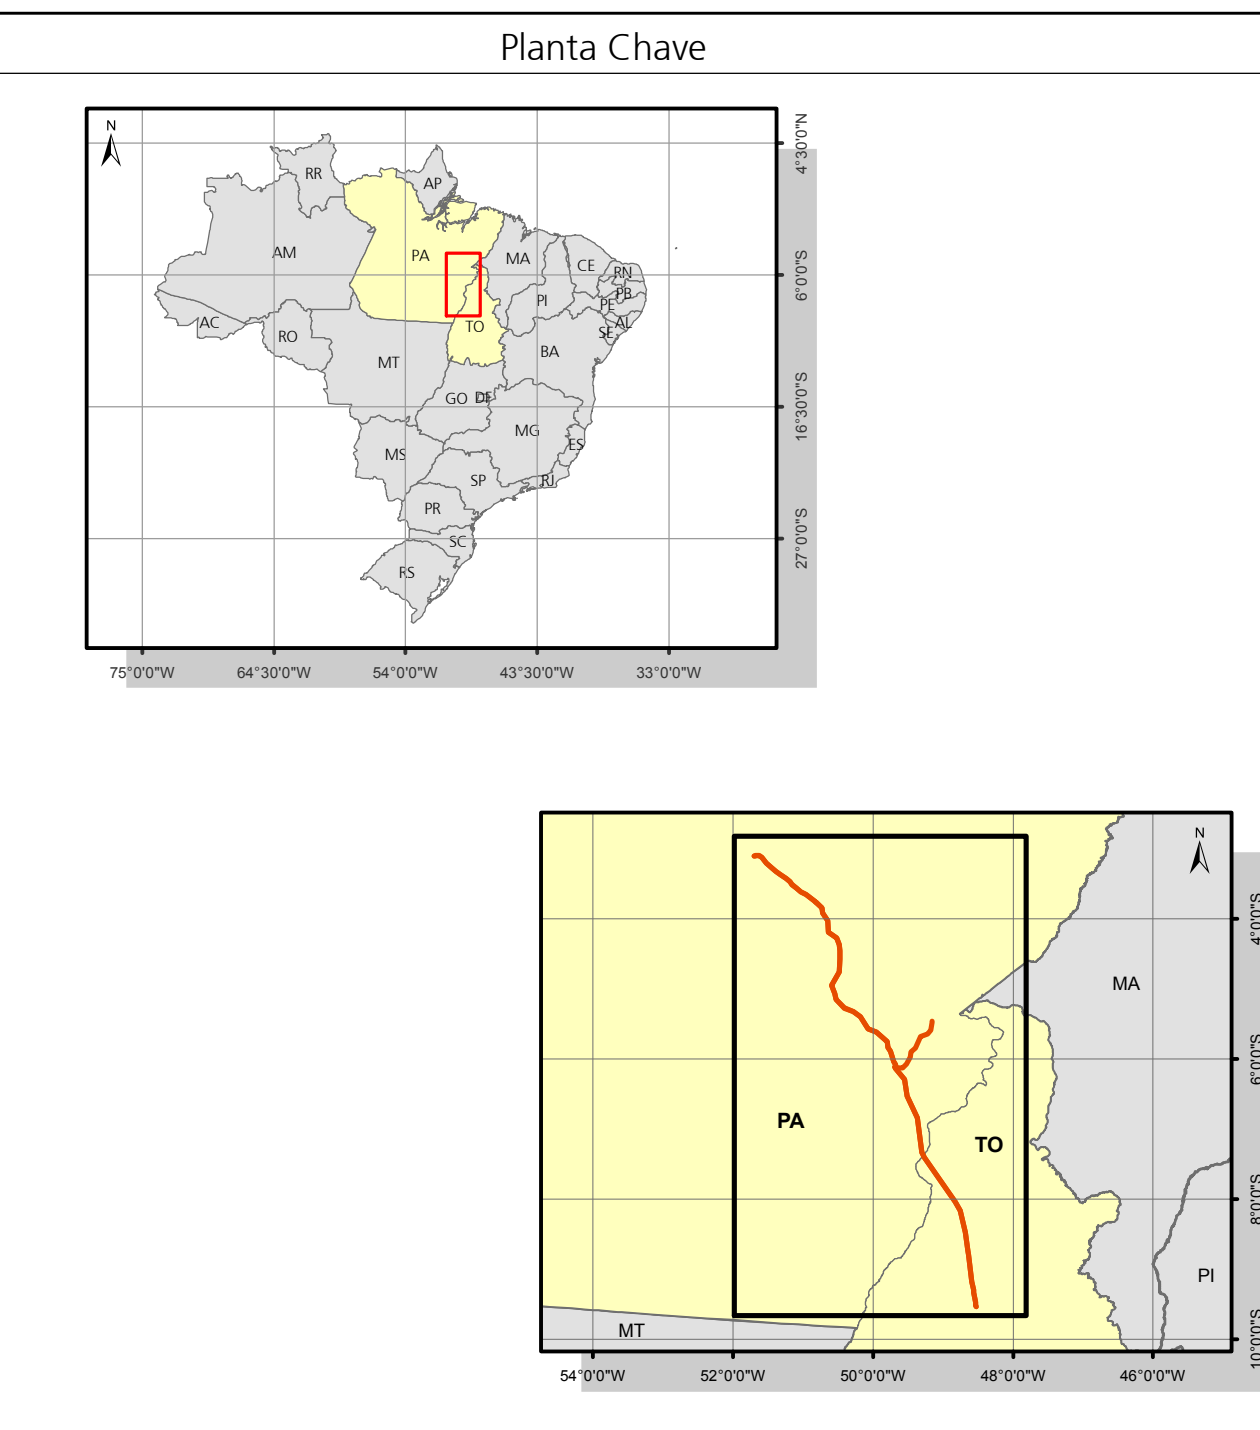 Planta Chave
N
4°30'0"N
RR
AP
AM
PA
MA
CE
RN
6°0'0"S
PI
PB
PE
AC
RO
TO
AL
SE
MT
BA
GO
DF
16°30'0"S
MG
ES
MS
SP
RJ
PR
27°0'0"S
SC
RS
75°0'0"W
64°30'0"W
54°0'0"W
43°30'0"W
33°0'0"W
N
4°0'0"S
MA
6°0'0"S
PA
TO
8°0'0"S
PI
MT
10°0'0"S
54°0'0"W
52°0'0"W
50°0'0"W
48°0'0"W
46°0'0"W